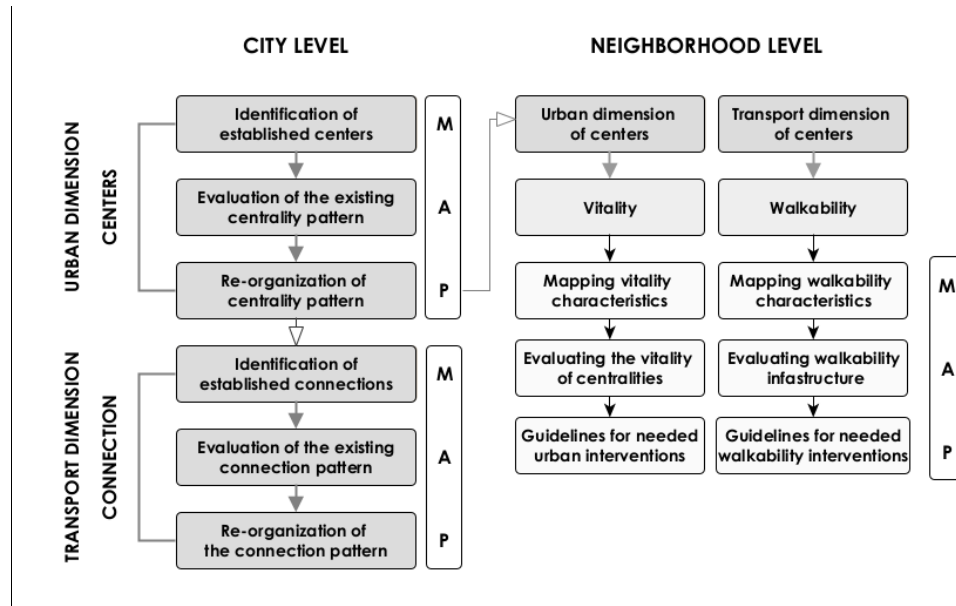 CITY LEVEL
NEIGHBORHOOD LEVEL
URBAN DIMENSION
CENTERS
Identification of
established centers
Evaluation of the existing
centrality pattern
Re-organization of
centrality pattern
M
A
P
TRANSPORT DIMENSION
CONNECTION
Identification of
established connections
Evaluation of the existing
connection pattern
Re-organization of
the connection pattern
M
A
P
Urban dimension
of centers
Vitality
Mapping vitality
characteristics
Evaluating the vitality
of centralities
Guidelines for needed
urban interventions
Transport dimension
of centers
Walkability
Mapping walkability
characteristics
Evaluating walkability
infastructure
Guidelines for needed
walkability interventions
M
A
P